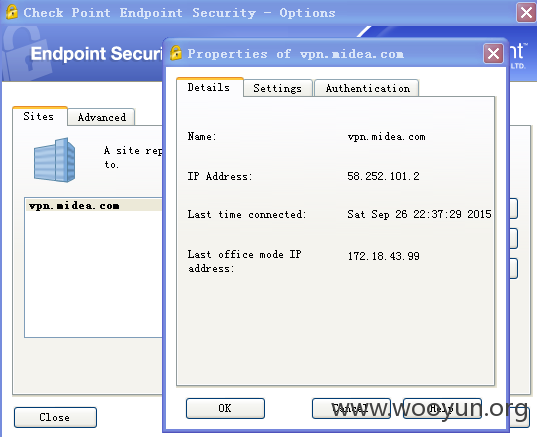 Check Point Endpoint Security - Options
Endpoint Securi
Properties of vpn.midea.com
LTD.
Sites
Advanced
A site rep
to.
vpn.midea.com
Details
Settings
Authentication
Name:
vpn.midea.com
IP Address:
58.252.101.2
Last time connected:
Sat Sep 26 22:37:29 2015
Last office mode IP
address:
172.18.43.99
OK
Cancel
Help
Close
www.wooyun.org